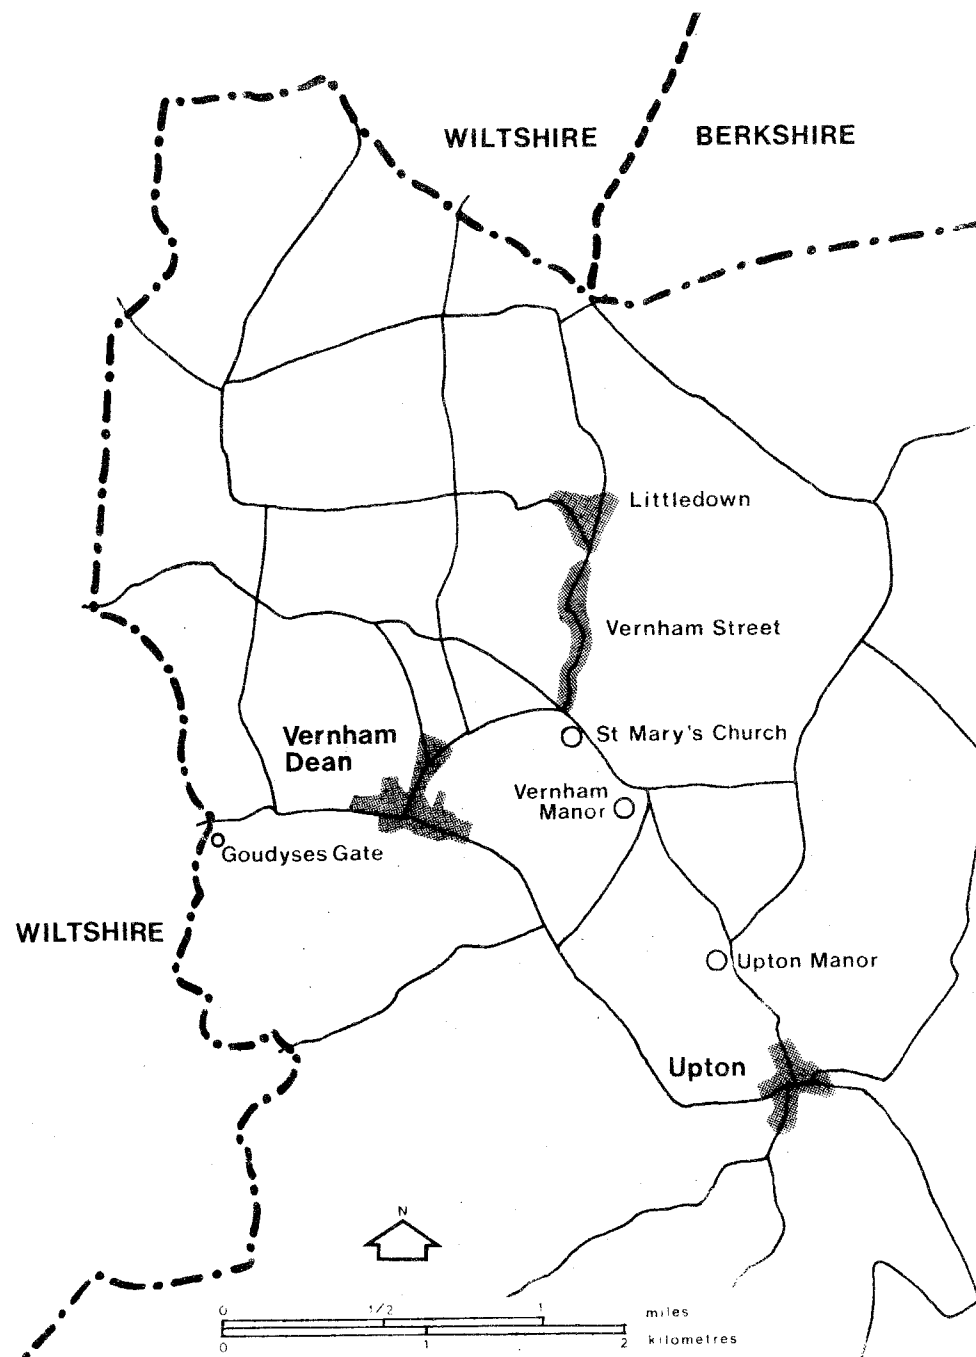 WILTSHIRE
BERKSHIRE
Littledown
Vernham Street
Vernham
Dean
St Mary's Church
Vernham
Manor
Goudyses Gate
WILTSHIRE
Upton Manor
Upton
N
0 1/2 1 miles
0 1 2 kilometres